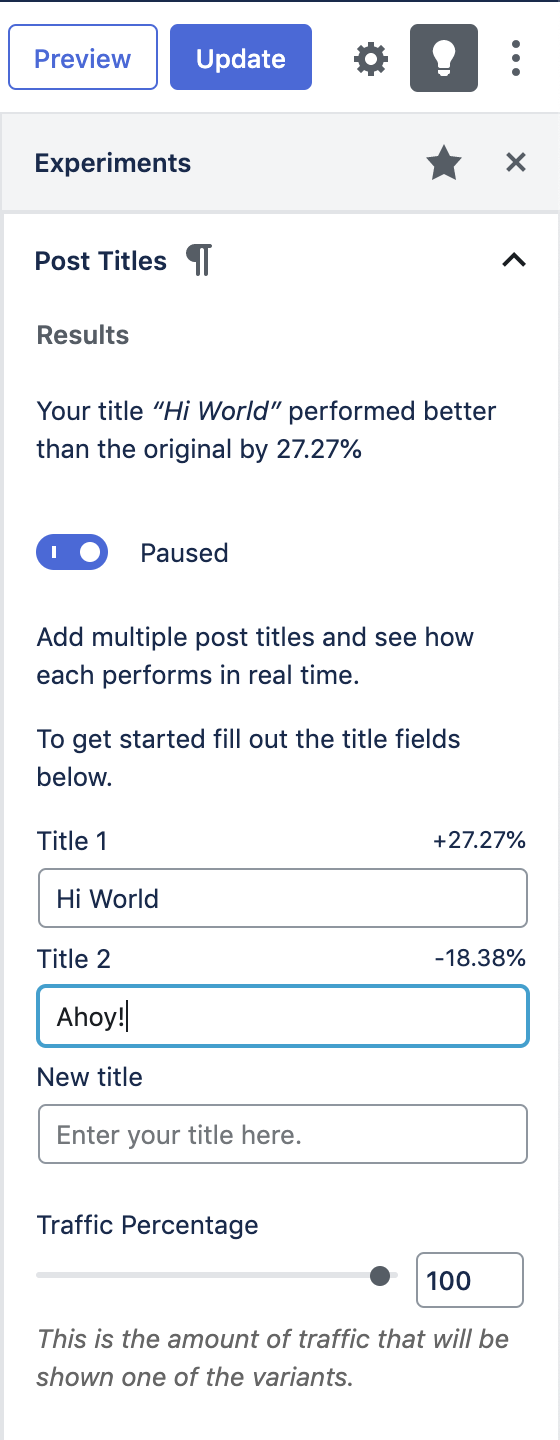 Preview
Update
Experiments
Post Titles
Results
Your title “Hi World” performed better
than the original by 27.27%
Paused
Add multiple post titles and see how
each performs in real time.
To get started fill out the title fields
below.
Title 1
+27.27%
Hi World
Title 2
-18.38%
Ahoy!
New title
Enter your title here.
Traffic Percentage
100
This is the amount of traffic that will be
shown one of the variants.